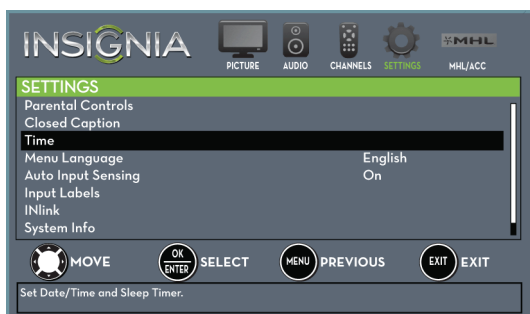 INSIGNIA
PICTURE AUDIO CHANNELS SETTINGS MHL MHL/ACC
SETTINGS
Parental Controls
Closed Caption
Time
Menu Language English
Auto Input Sensing On
Input Labels
INlink
System Info
MOVE OK ENTER SELECT MENU PREVIOUS EXIT EXIT
Set Date/Time and Sleep Timer.